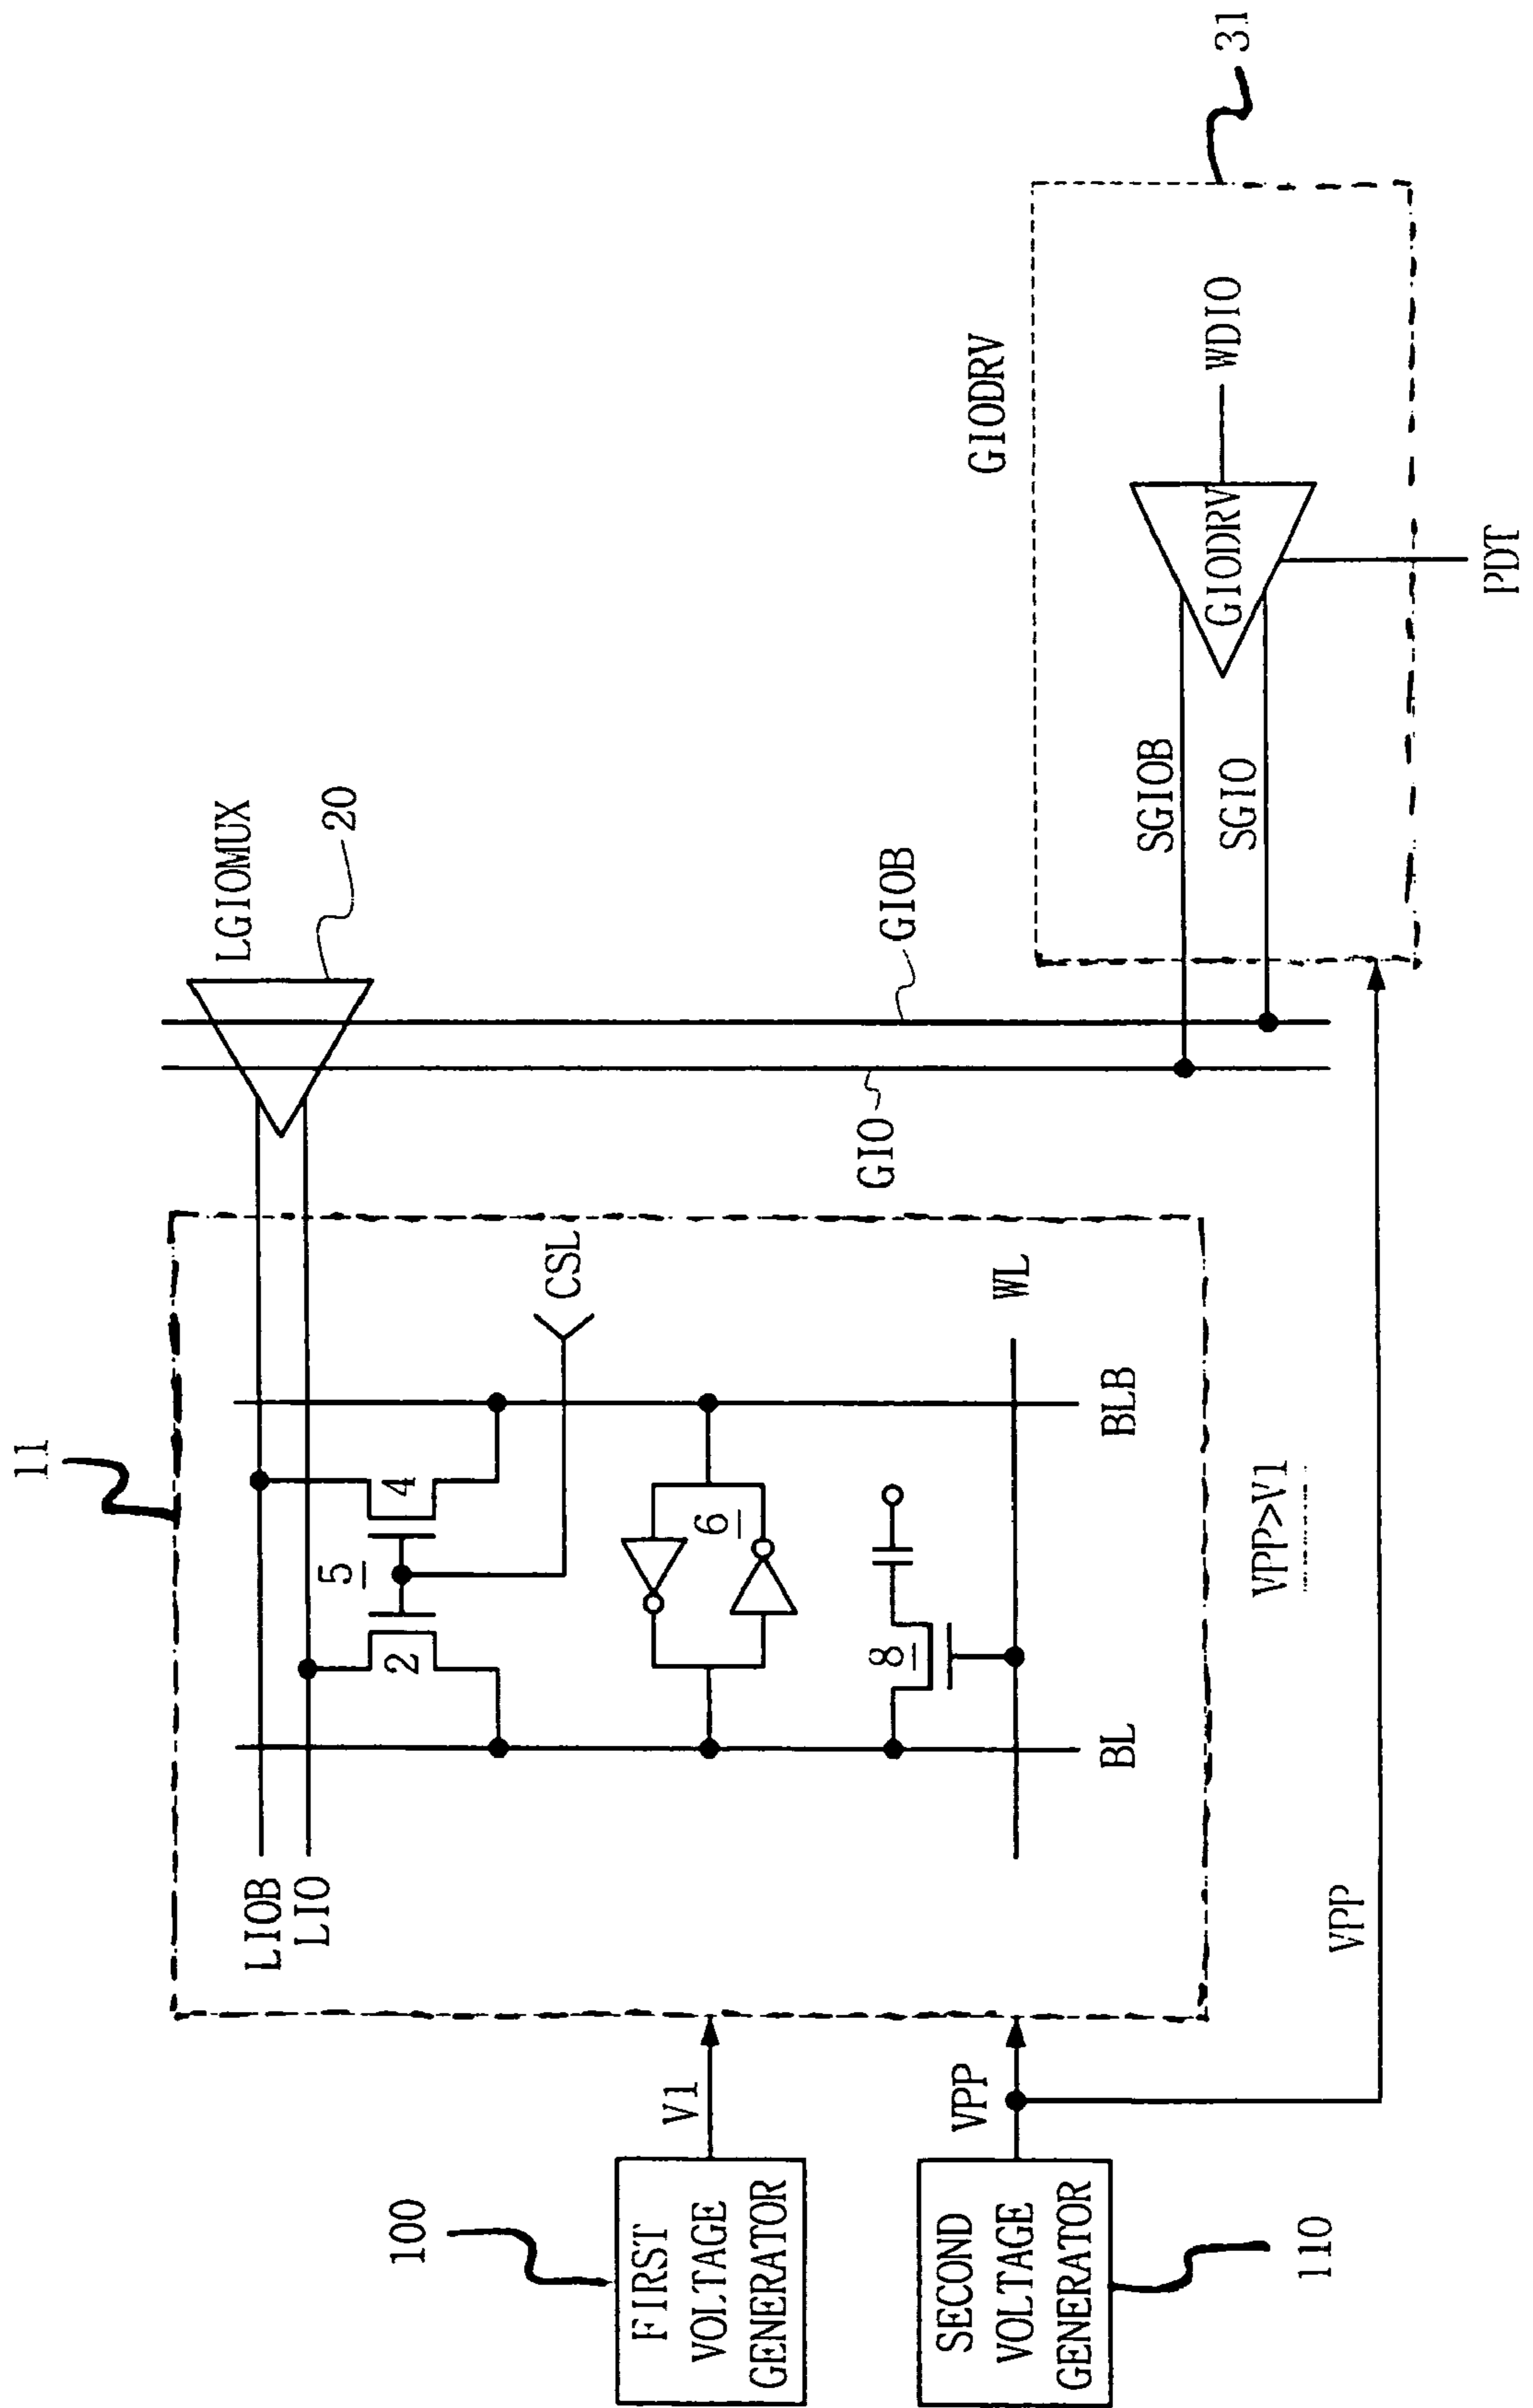 11
LIOB
LIO
5
2
4
CSL
6
8
WL
BL
BLB
LGIOMUX
20
GIO
GIOB
100
FIRST
VOLTAGE
GENERATOR
V1
SECOND
VOLTAGE
GENERATOR
110
VPP
VPP>V1
VPP
GIODRV
SGIOB
SGIO
GIODRV
WDIO
PDT
31